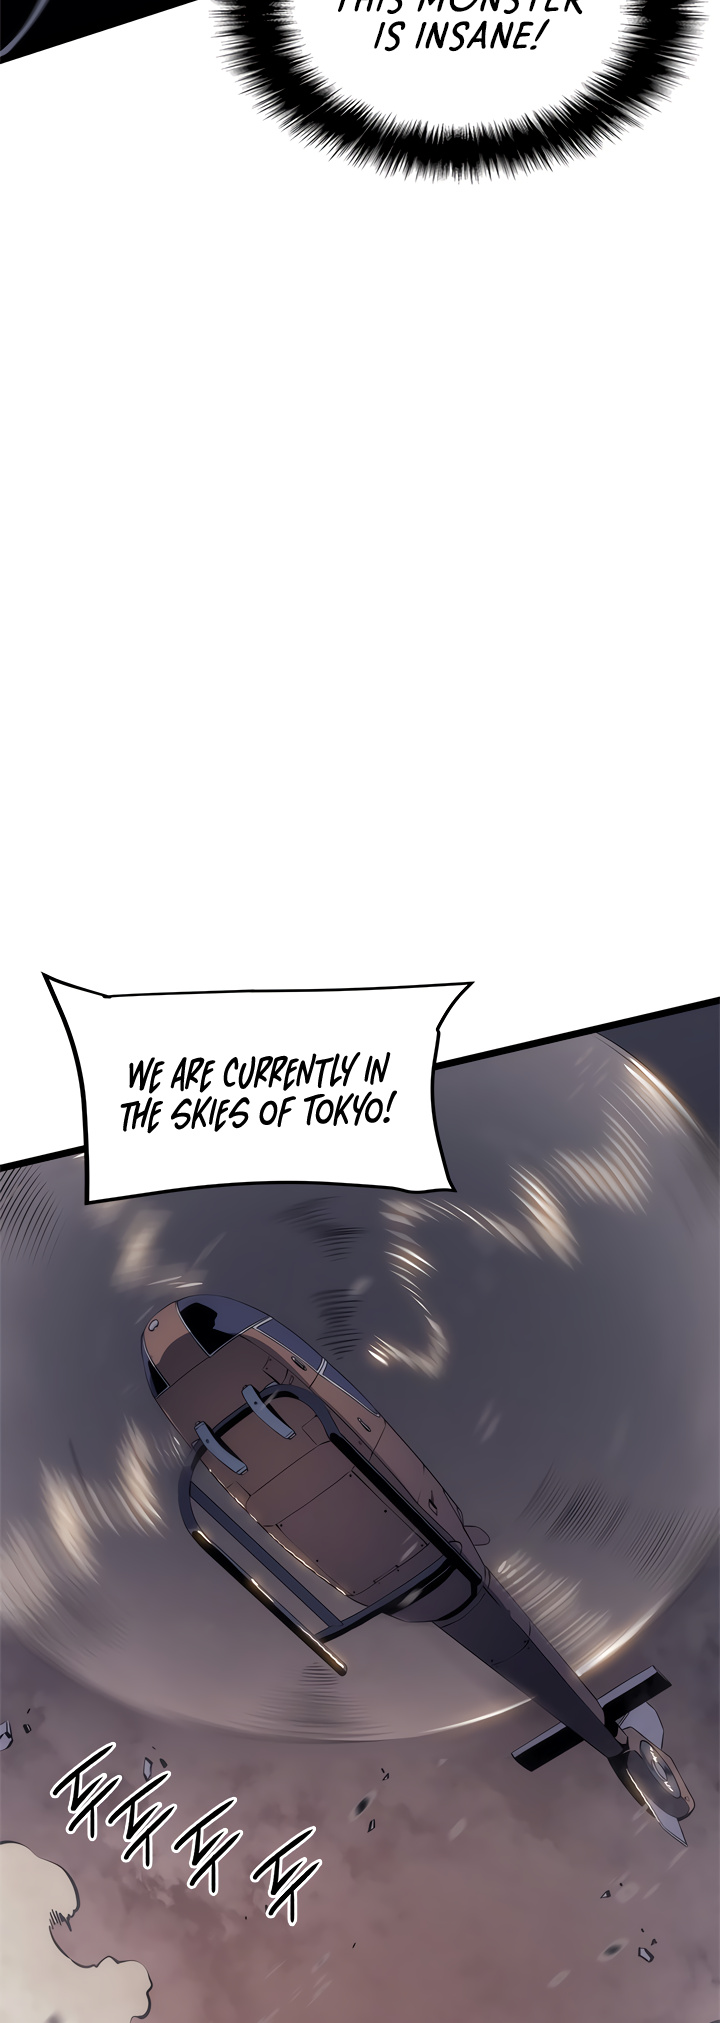 THIS MONSTER
IS INSANE!
WE ARE CURRENTLY IN
THE SKIES OF TOKYO!
두두두두